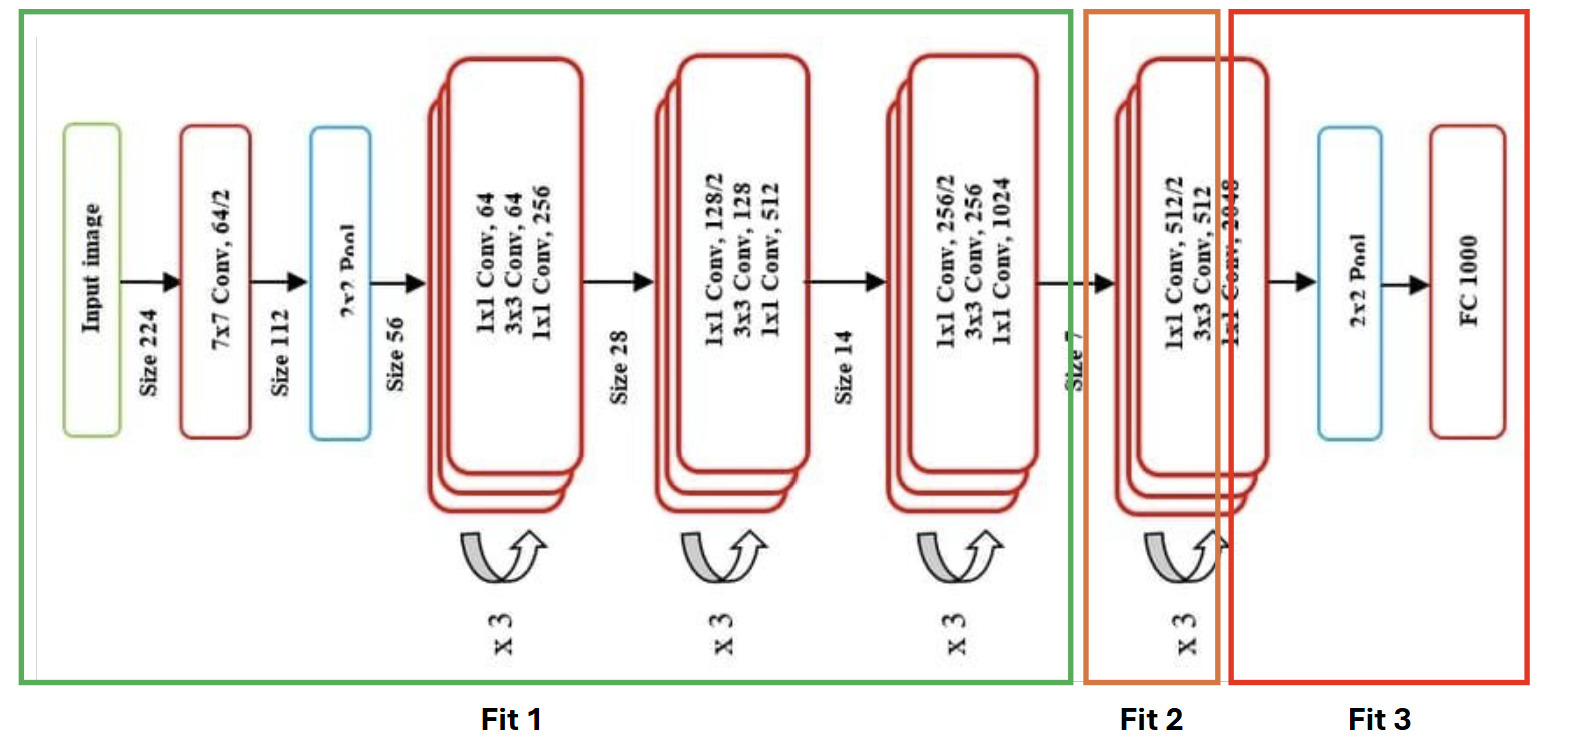 Input image
Size 224
7x7 Conv, 64/2
Size 112
2x2 Pool
Size 56
1x1 Conv, 64
3x3 Conv, 64
1x1 Conv, 256
x 3
Size 28
1x1 Conv, 128/2
3x3 Conv, 128
1x1 Conv, 512
x 3
Size 14
1x1 Conv, 256/2
3x3 Conv, 256
1x1 Conv, 1024
x 3
Size 7
1x1 Conv, 512/2
3x3 Conv, 512
1x1 Conv, 2048
x 3
2x2 Pool
FC 1000
Fit 1
Fit 2
Fit 3